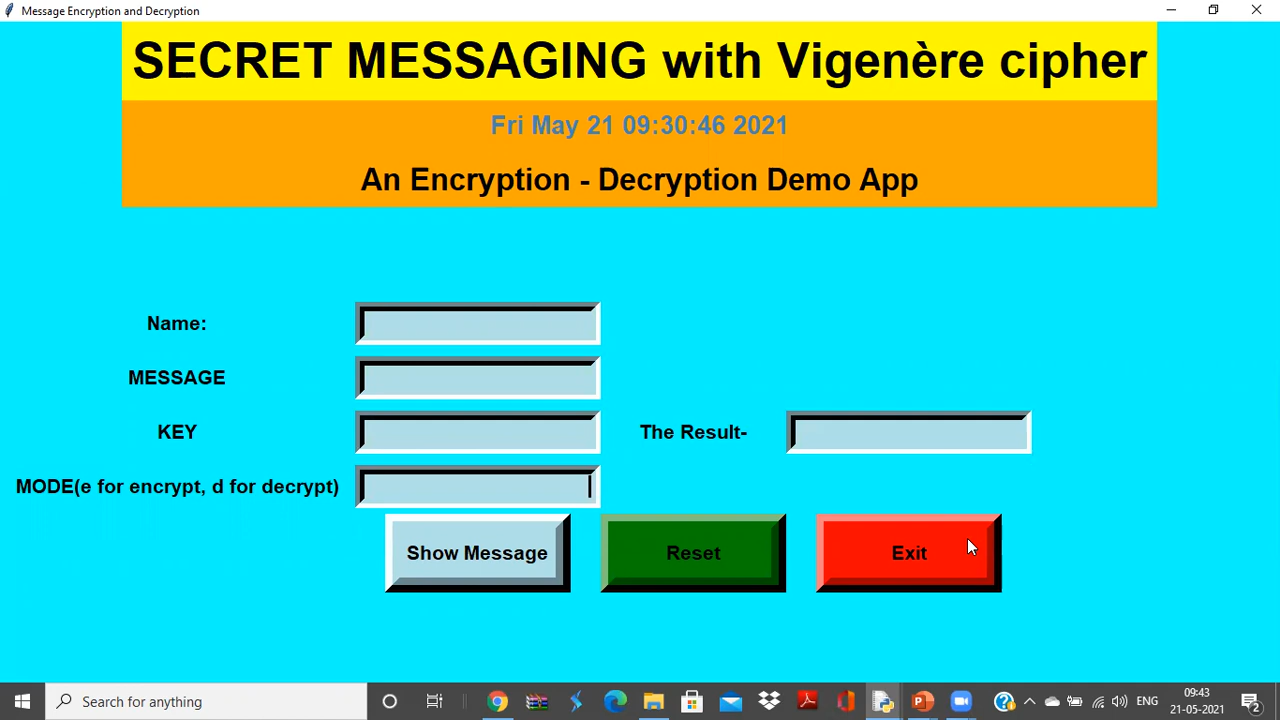 Message Encryption and Decryption
SECRET MESSAGING with Vigenère cipher
Fri May 21 09:30:46 2021
An Encryption - Decryption Demo App
Name:
MESSAGE
KEY
The Result-
MODE(e for encrypt, d for decrypt)
Show Message
Reset
Exit
Search for anything
ENG
09:43
21-05-2021
2